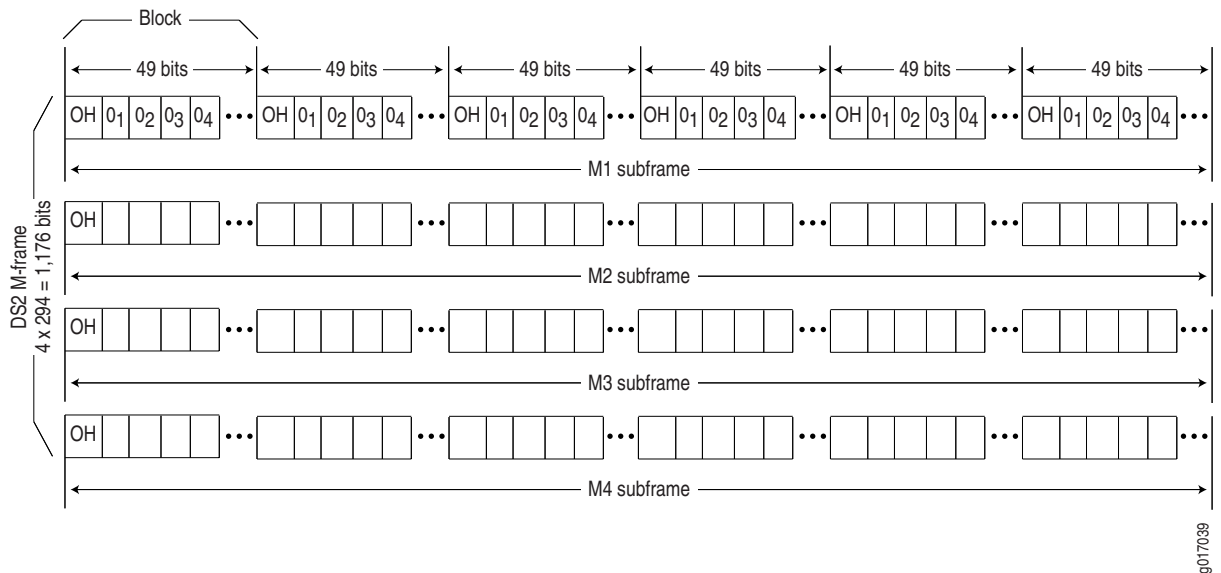 Block
49 bits 49 bits 49 bits 49 bits 49 bits 49 bits
OH 0₁ 0₂ 0₃ 0₄ ••• OH 0₁ 0₂ 0₃ 0₄ ••• OH 0₁ 0₂ 0₃ 0₄ ••• OH 0₁ 0₂ 0₃ 0₄ ••• OH 0₁ 0₂ 0₃ 0₄ ••• OH 0₁ 0₂ 0₃ 0₄ •••
M1 subframe
OH ••• ••• ••• ••• ••• •••
M2 subframe
OH ••• ••• ••• ••• ••• •••
M3 subframe
OH ••• ••• ••• ••• ••• •••
M4 subframe
DS2 M-frame
4 x 294 = 1,176 bits
g017039